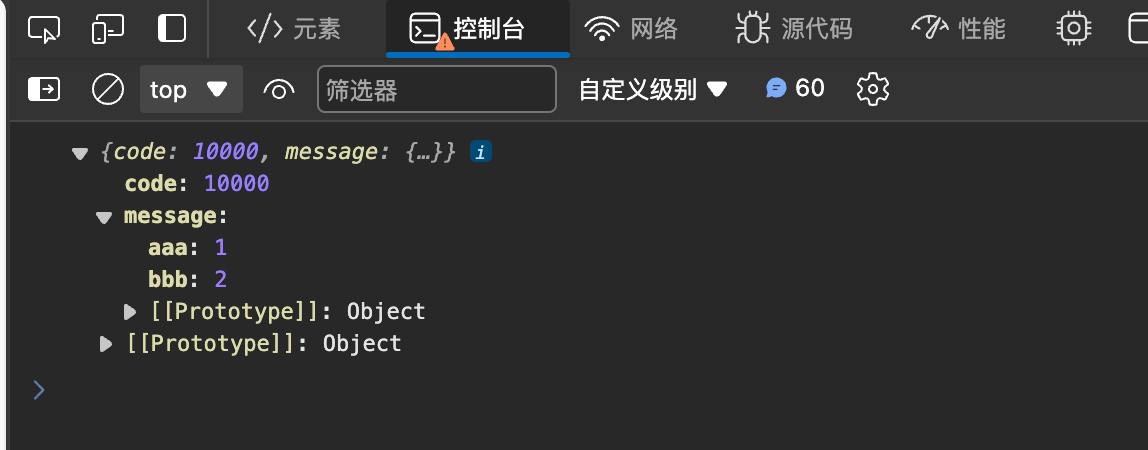 元素 控制台 网络 源代码 性能
top 筛选器 自定义级别 60
{code: 10000, message: {…}} i
code: 10000
message:
aaa: 1
bbb: 2
[[Prototype]]: Object
[[Prototype]]: Object